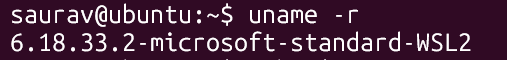 saurav@ubuntu:~$ uname -r
6.18.33.2-microsoft-standard-WSL2